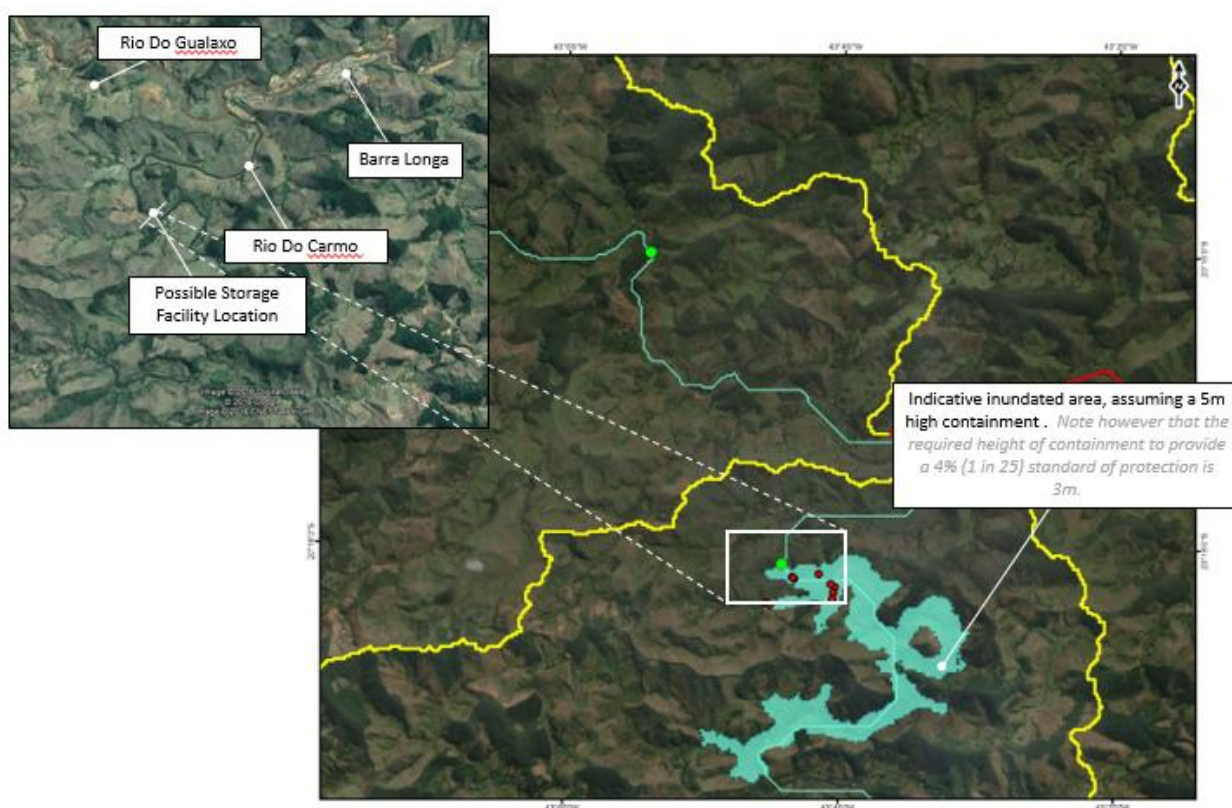 Rio Do Gualaxo
Barra Longa
Rio Do Carmo
Possible Storage
Facility Location
Indicative inundated area, assuming a 5m
high containment . Note however that the
required height of containment to provide
a 4% (1 in 25) standard of protection is
3m.
N